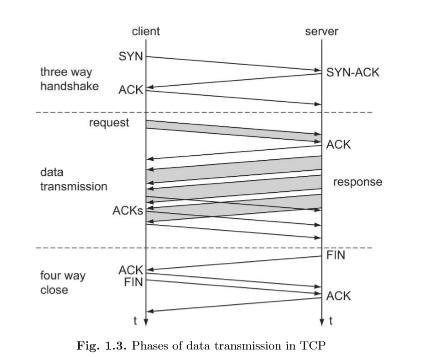 client
server
SYN
SYN-ACK
three way
handshake
ACK
request
ACK
data
transmission
response
ACKs
FIN
four way
close
ACK
FIN
ACK
t
t
Fig. 1.3. Phases of data transmission in TCP